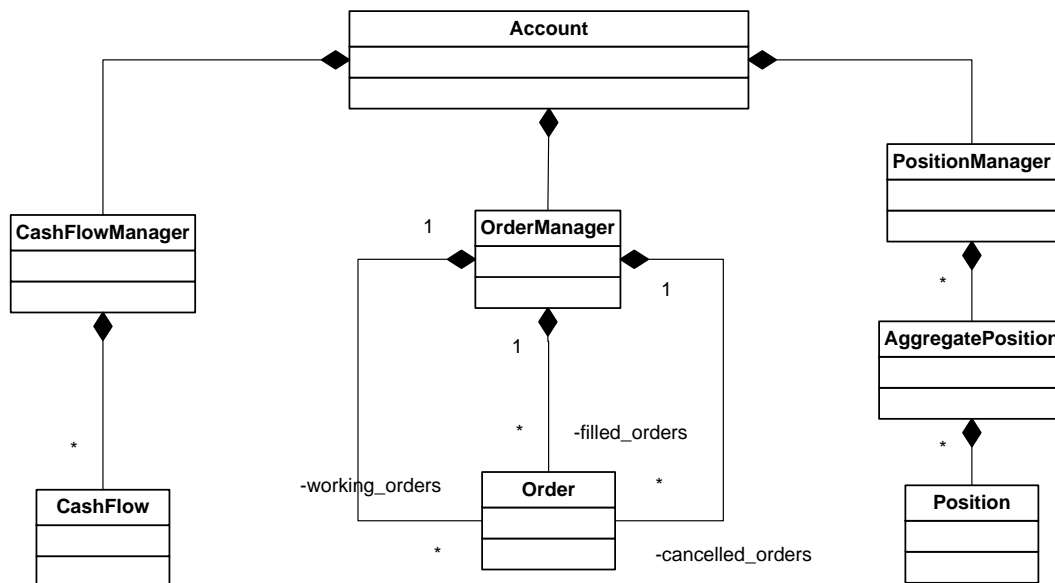 Account
PositionManager
CashFlowManager
1
OrderManager
1
*
1
AggregatePosition
*
-filled_orders
*
*
-working_orders
Order
*
CashFlow
Position
*
-cancelled_orders